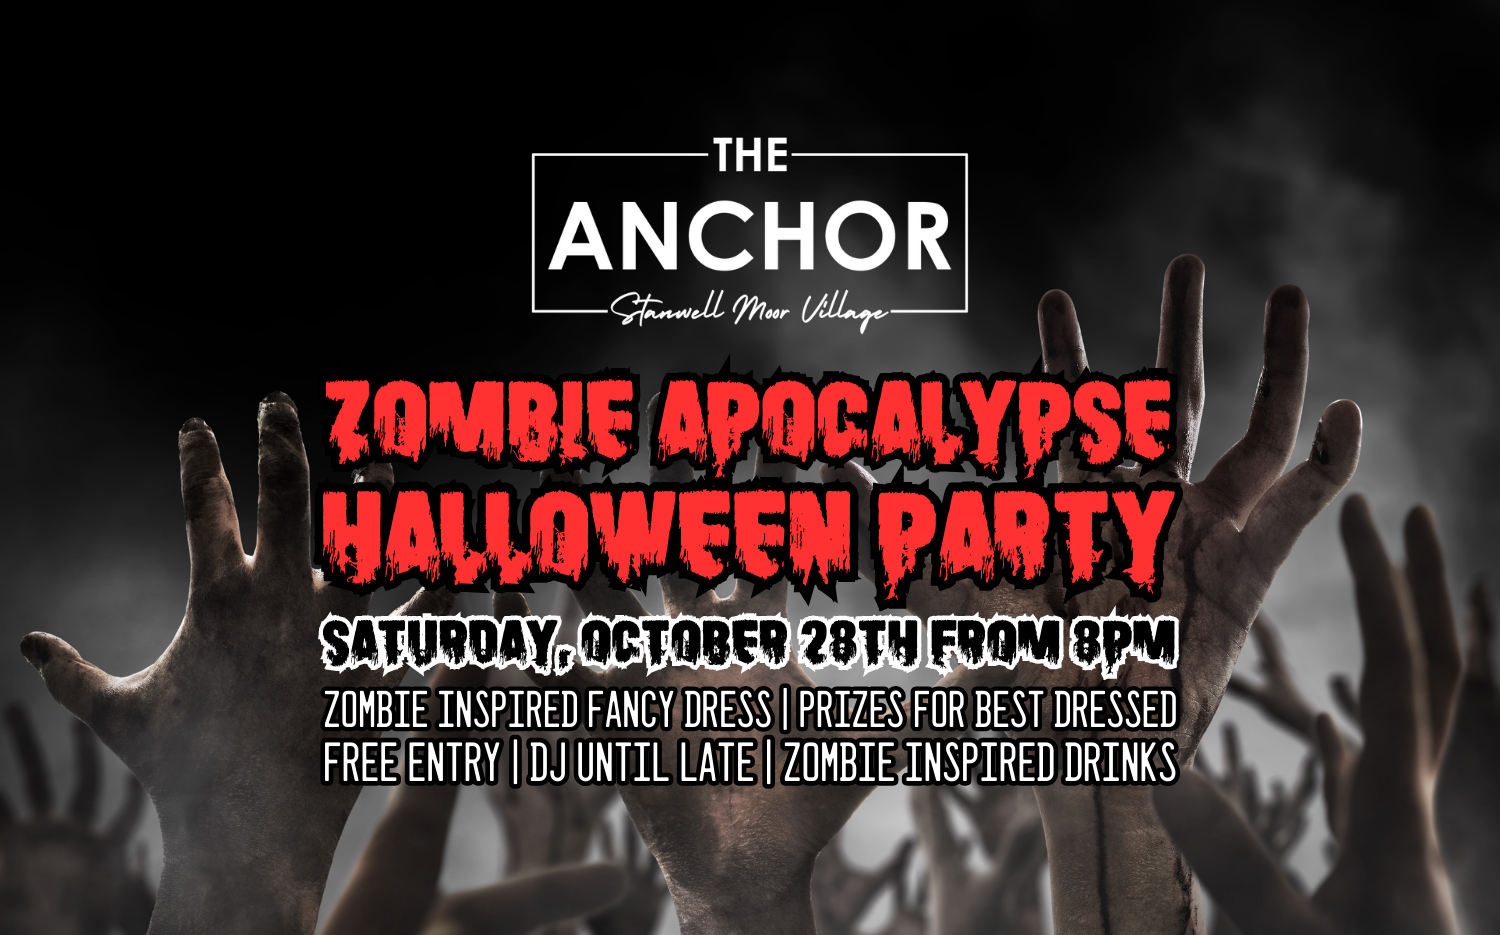 THE
ANCHOR
Stanwell Moor Village
ZOMBIE APOCALYPSE
HALLOWEEN PARTY
SATURDAY, OCTOBER 28TH FROM 8PM
ZOMBIE INSPIRED FANCY DRESS | PRIZES FOR BEST DRESSED
FREE ENTRY | DJ UNTIL LATE | ZOMBIE INSPIRED DRINKS